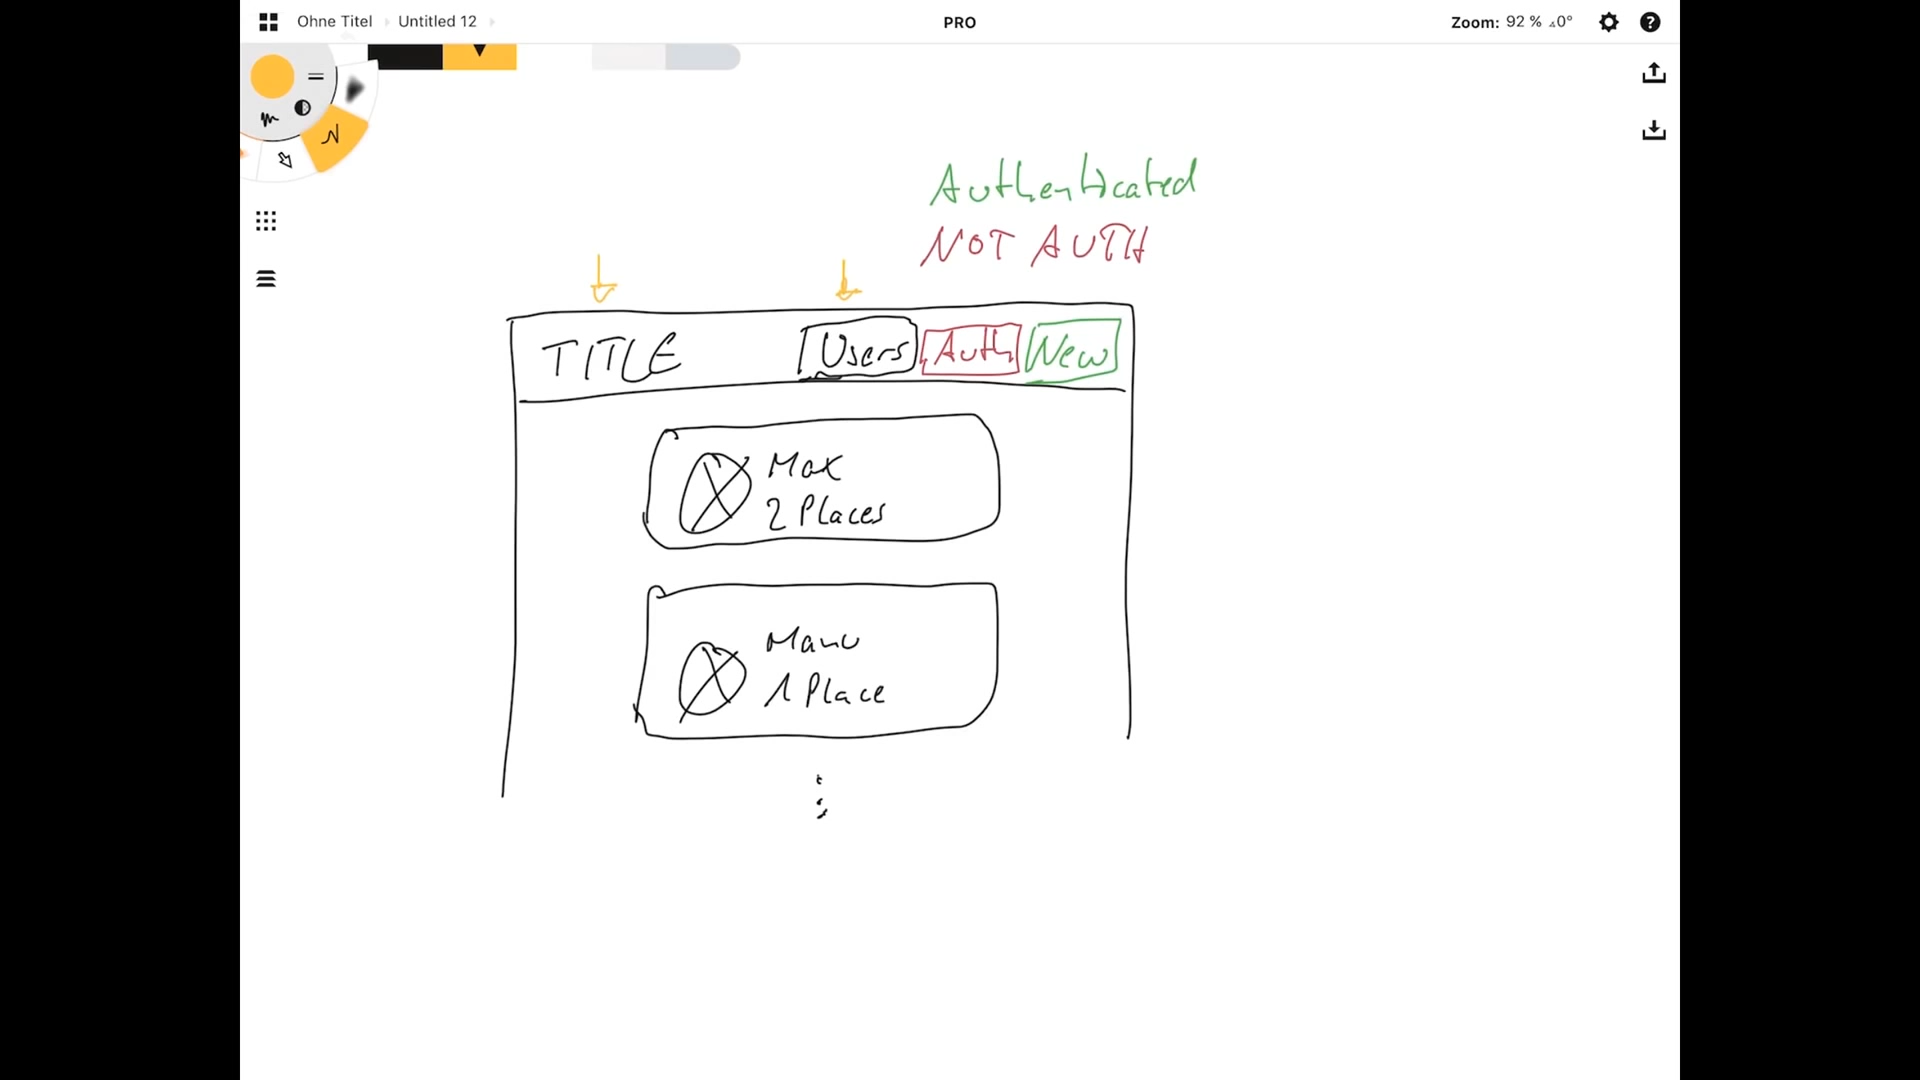 Ohne Titel Untitled 12 PRO Zoom: 92 % ⊿0° ?
Authenticated
NOT AUTH
TITLE Users Auth New
Max
2 Places
Manu
1 Place